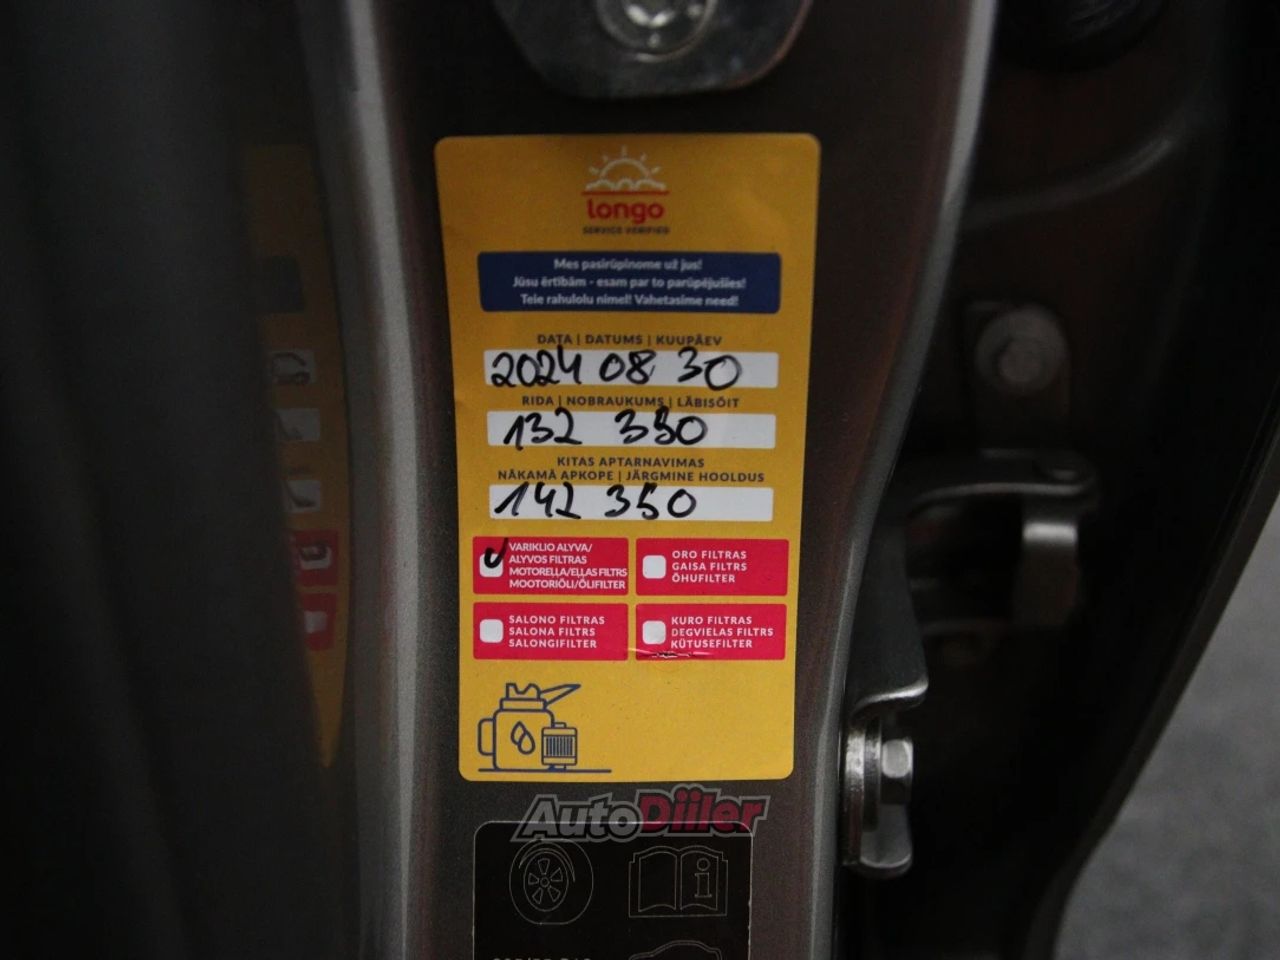 longo
SERVICE VERIFIED
Mes pasirūpinome už jus!
Jūsu ērtībām - esam par to parūpējušies!
Teie rahulolu nimel! Vahetasime need!
DATA | DATUMS | KUUPÄEV
2024 08 30
RIDA | NOBRAUKUMS | LÄBISÕIT
132 350
KITAS APTARNAVIMAS
NĀKAMĀ APKOPE | JÄRGMINE HOOLDUS
142 350
VARIKLIO ALYVA/
ALYVOS FILTRAS
MOTORELLA/ELLAS FILTRS
MOOTORIÕLI/ÕLIFILTER
ORO FILTRAS
GAISA FILTRS
ÕHUFILTER
SALONO FILTRAS
SALONA FILTRS
SALONGIFILTER
KURO FILTRAS
DEGVIELAS FILTRS
KÜTUSEFILTER
AutoDiiler
i